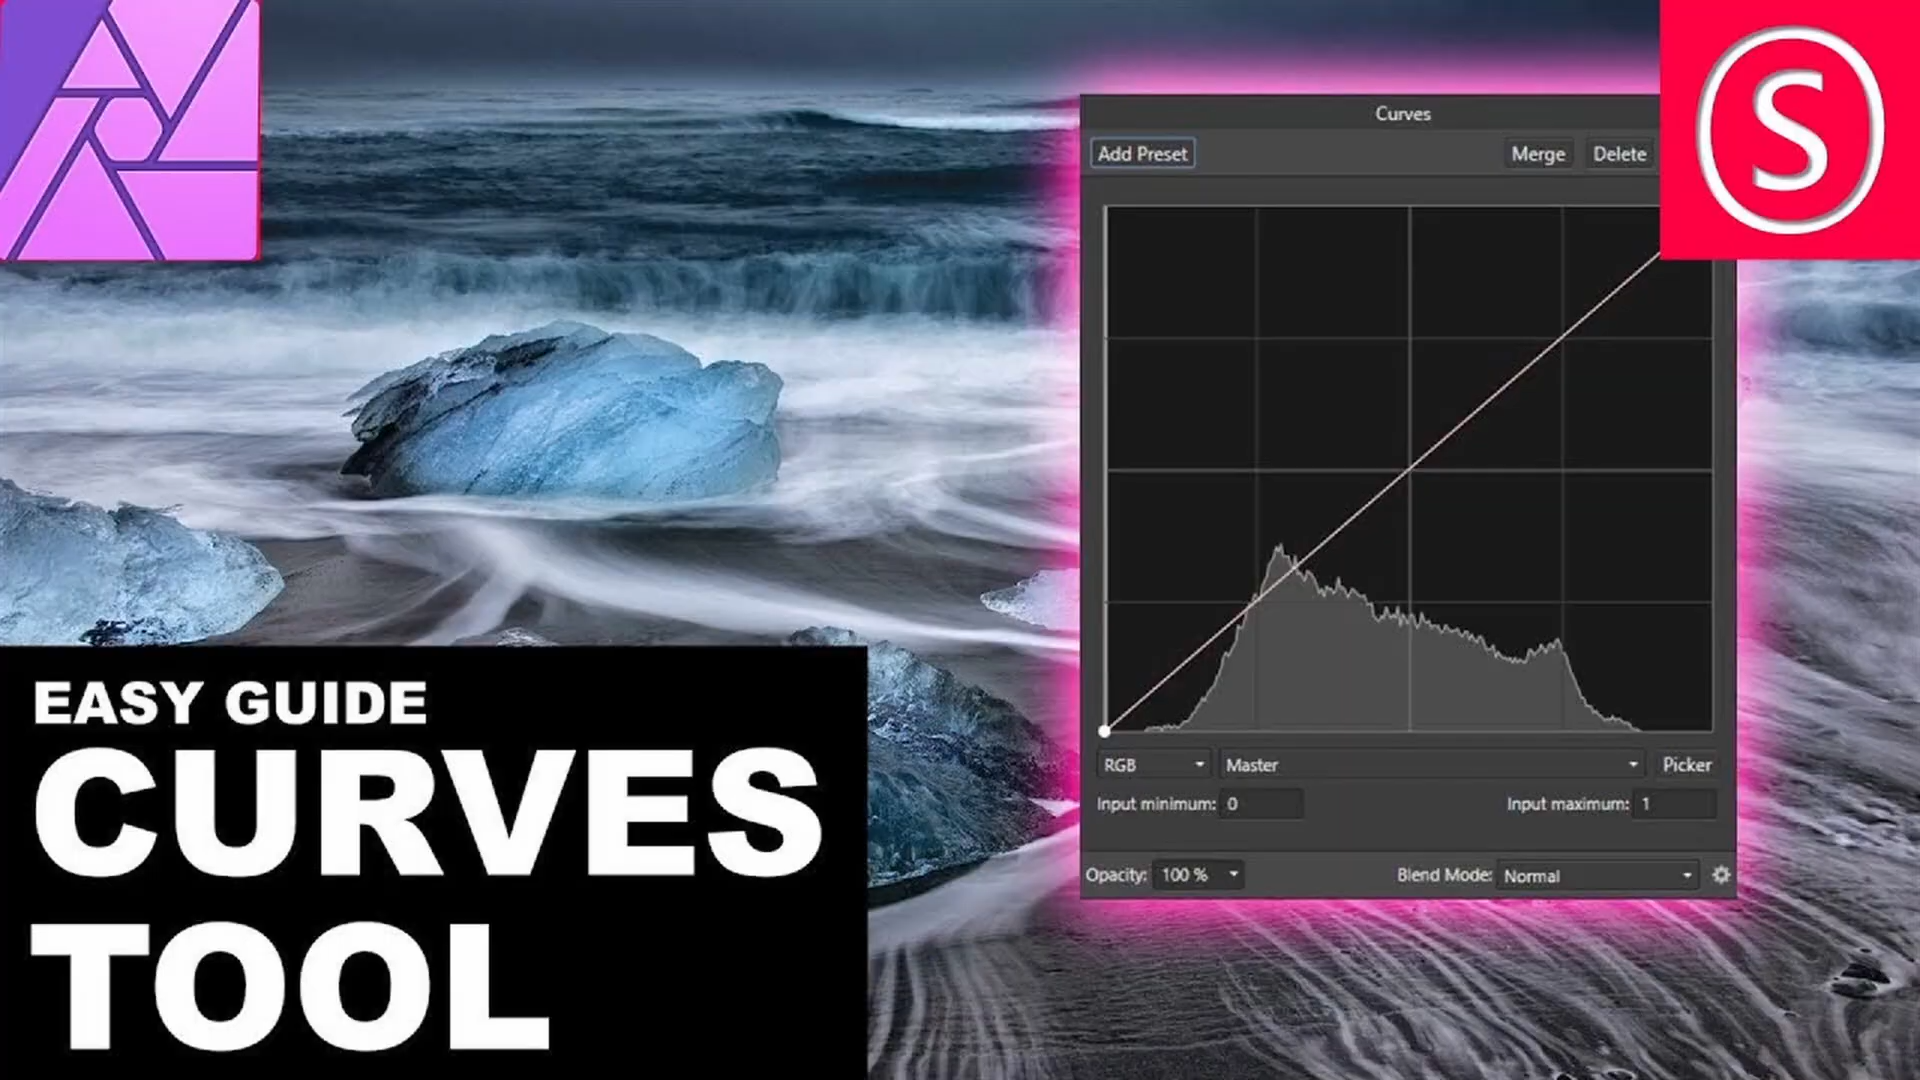 S
Curves
Add Preset
Merge
Delete
RGB
Master
Picker
Input minimum: 0
Input maximum: 1
Opacity: 100 %
Blend Mode: Normal
EASY GUIDE
CURVES
TOOL